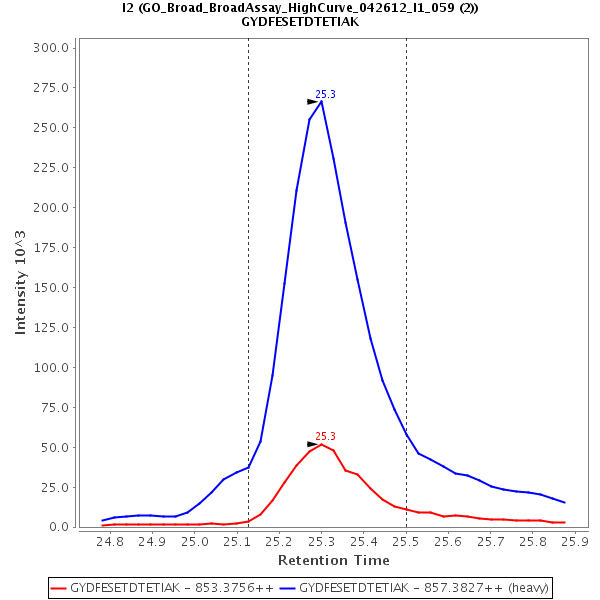 I2 (GO_Broad_BroadAssay_HighCurve_042612_I1_059 (2))
GYDFESETDTETIAK
300.0
275.0
250.0
225.0
200.0
175.0
150.0
125.0
100.0
75.0
50.0
25.0
0.0
Intensity 10^3
25.3
25.3
24.8 24.9 25.0 25.1 25.2 25.3 25.4 25.5 25.6 25.7 25.8 25.9
Retention Time
GYDFESETDTETIAK - 853.3756++ GYDFESETDTETIAK - 857.3827++ (heavy)